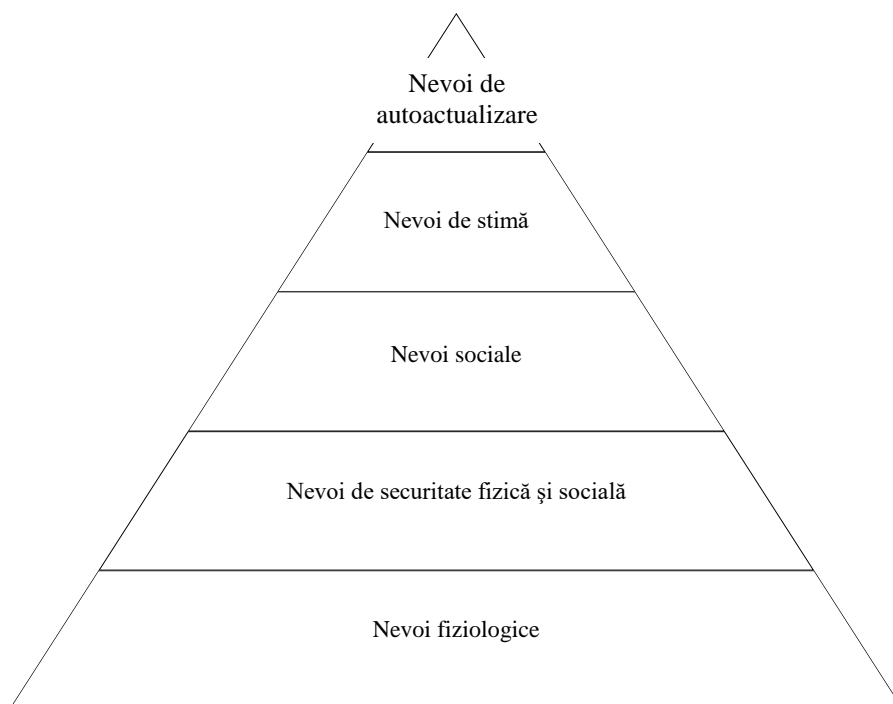 Nevoi de
autoactualizare
Nevoi de stimă
Nevoi sociale
Nevoi de securitate fizică şi socială
Nevoi fiziologice